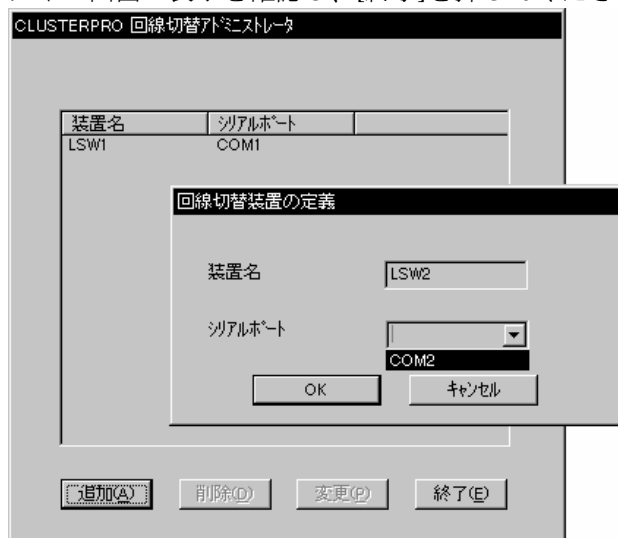 CLUSTERPRO 回線切替ｱﾄﾞﾐﾆｽﾄﾚｰﾀ
装置名 ｼﾘｱﾙﾎﾟｰﾄ
LSW1 COM1
回線切替装置の定義
装置名 LSW2
ｼﾘｱﾙﾎﾟｰﾄ
COM2
OK ｷｬﾝｾﾙ
追加(A) 削除(D) 変更(P) 終了(E)